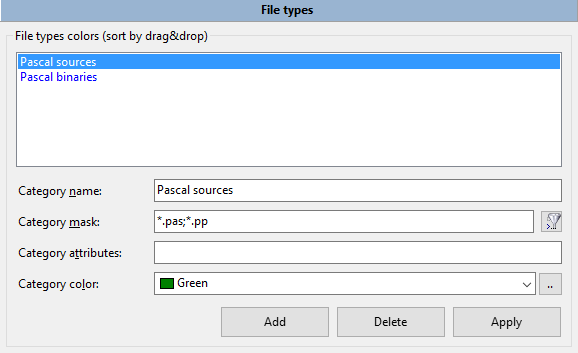 File types
File types colors (sort by drag&drop)
Pascal sources
Pascal binaries
Category name: Pascal sources
Category mask: *.pas;*.pp
Category attributes:
Category color: Green ..
Add Delete Apply